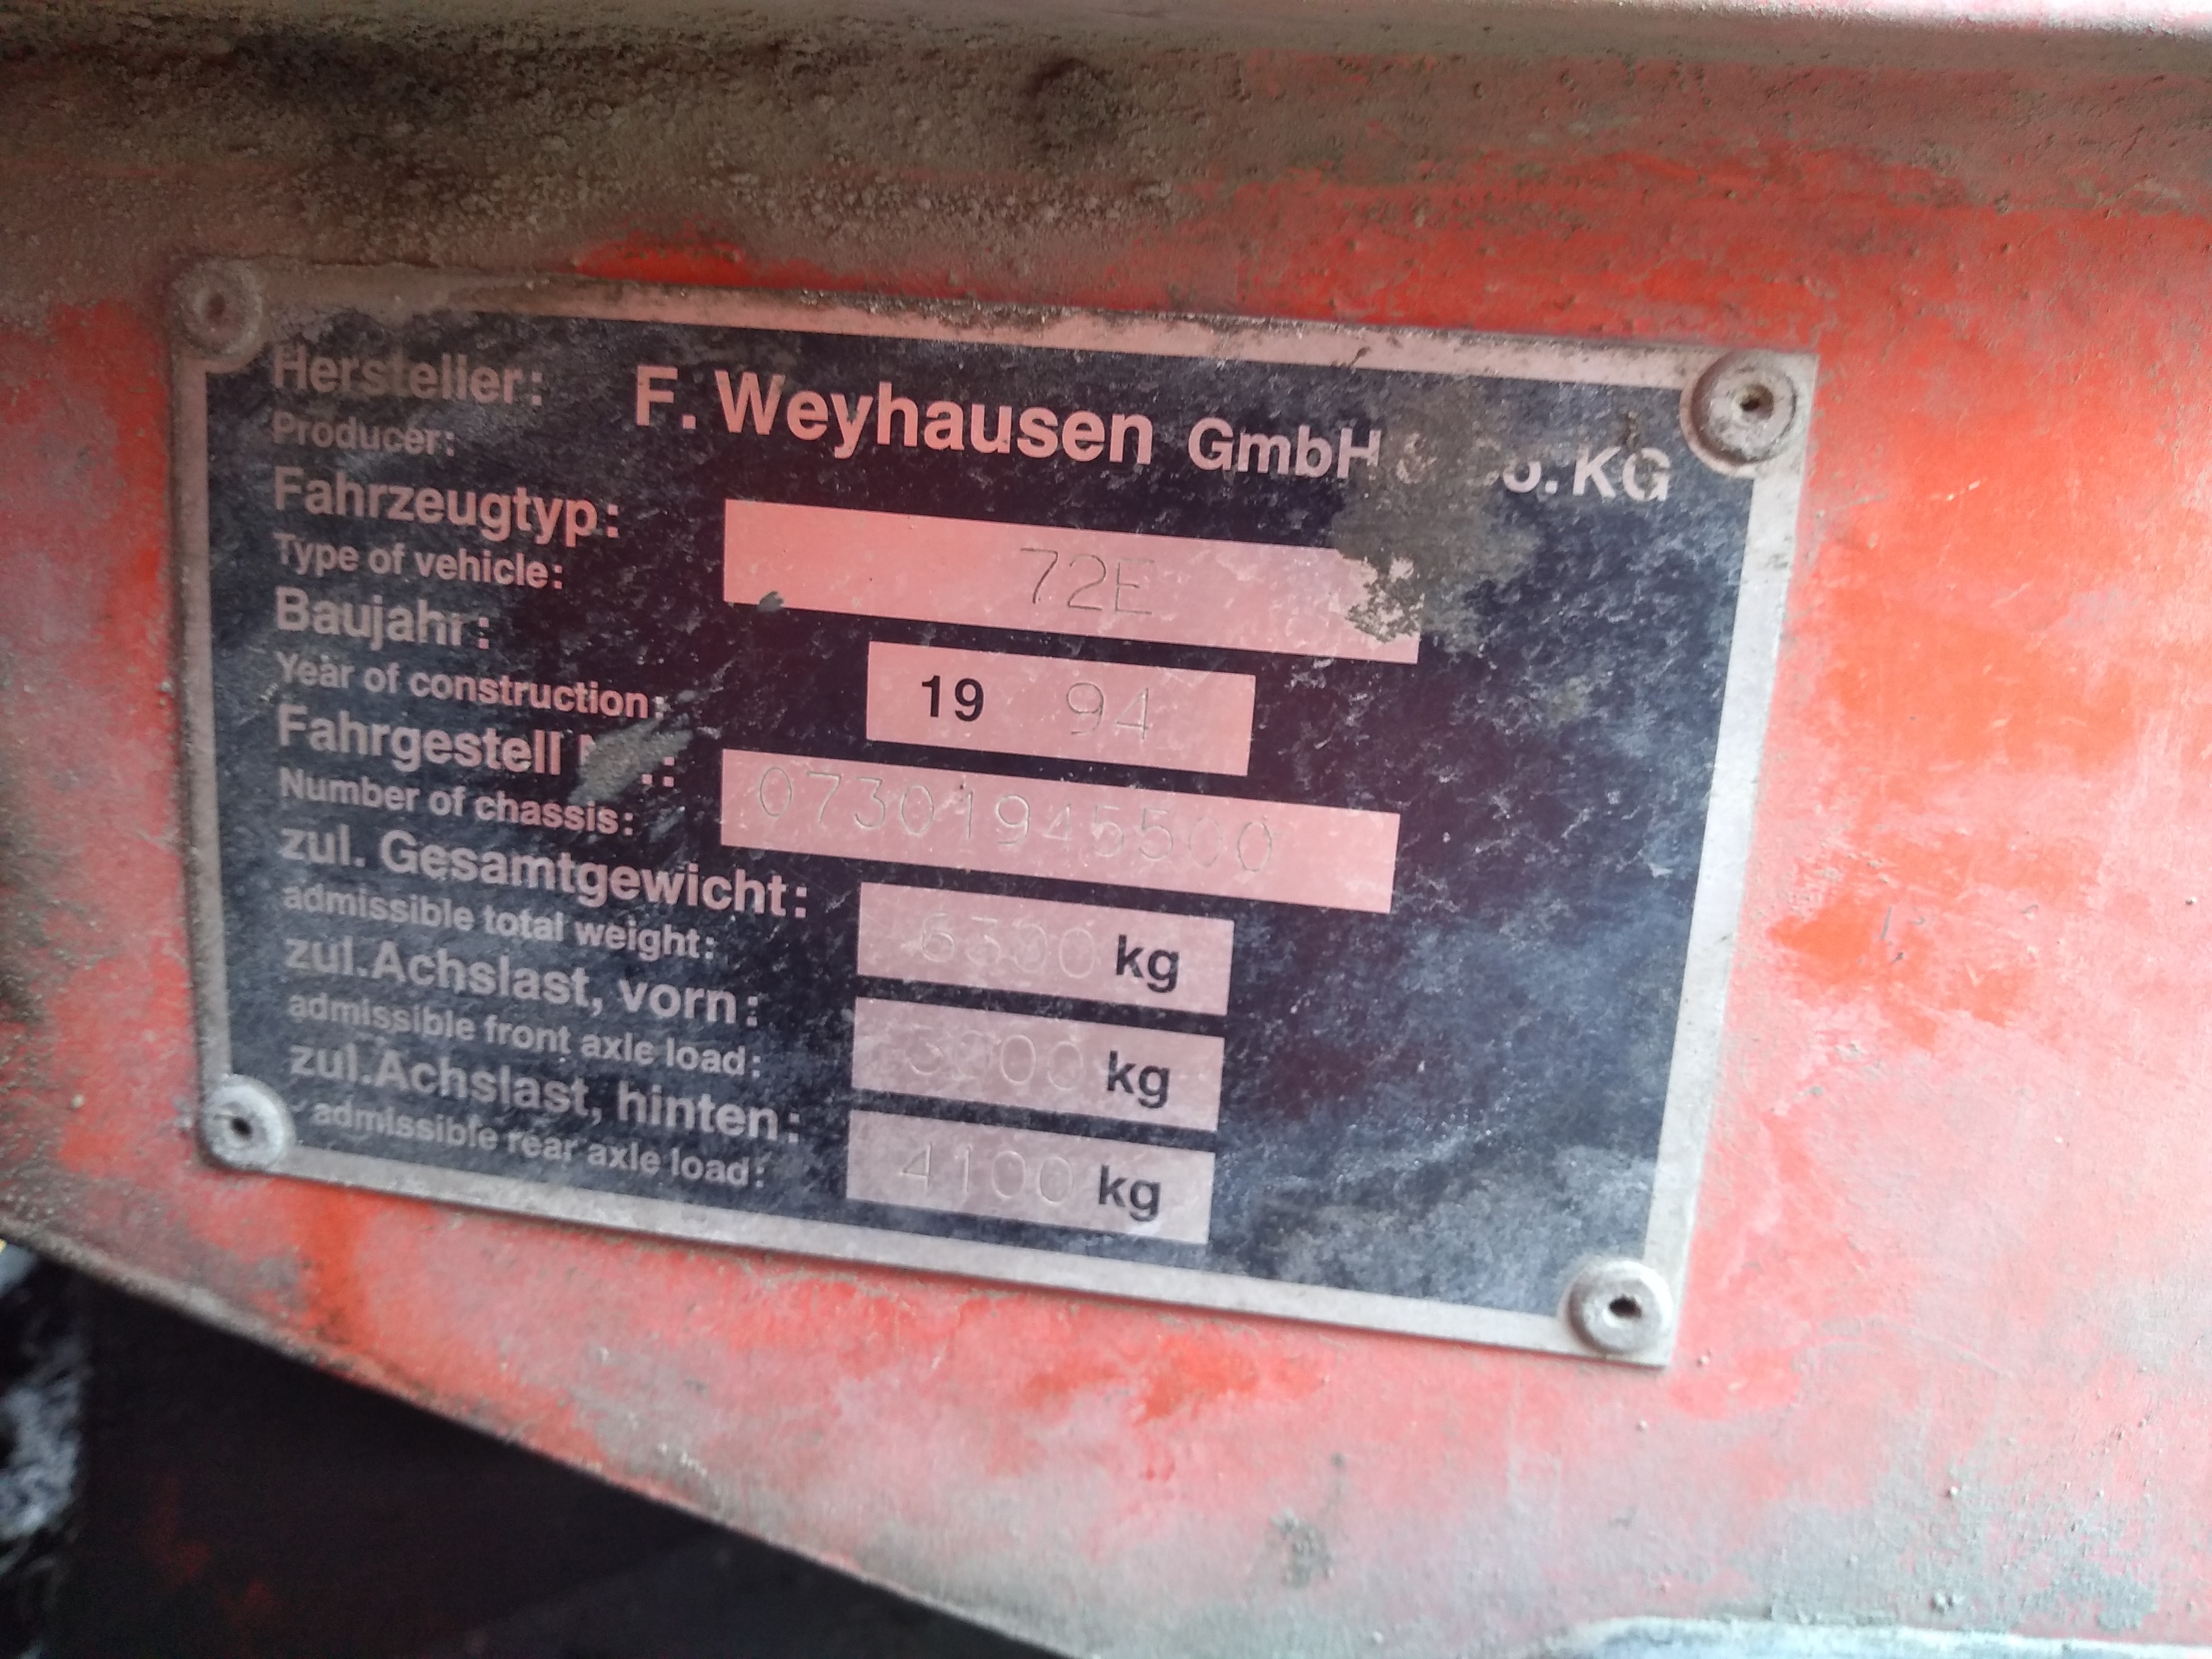 Hersteller: F. Weyhausen GmbH & Co. KG
Producer:
Fahrzeugtyp: 72E
Type of vehicle:
Baujahr: 19 94
Year of construction:
Fahrgestell
Number of chassis: 07301945500
zul. Gesamtgewicht: 6300 kg
admissible total weight:
zul.Achslast, vorn: kg
admissible front axle load:
zul.Achslast, hinten: 4100 kg
admissible rear axle load: